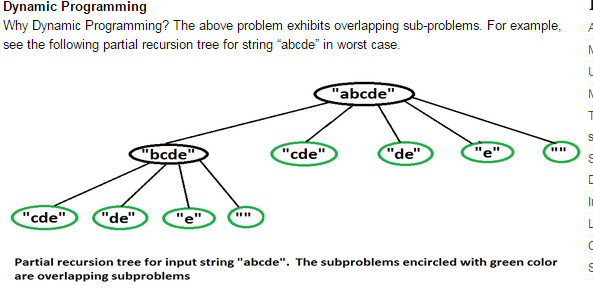 Dynamic Programming
Why Dynamic Programming? The above problem exhibits overlapping sub-problems. For example,
see the following partial recursion tree for string “abcde” in worst case.
"abcde"
"bcde" "cde" "de" "e" ""
"cde" "de" "e" ""
Partial recursion tree for input string "abcde". The subproblems encircled with green color
are overlapping subproblems